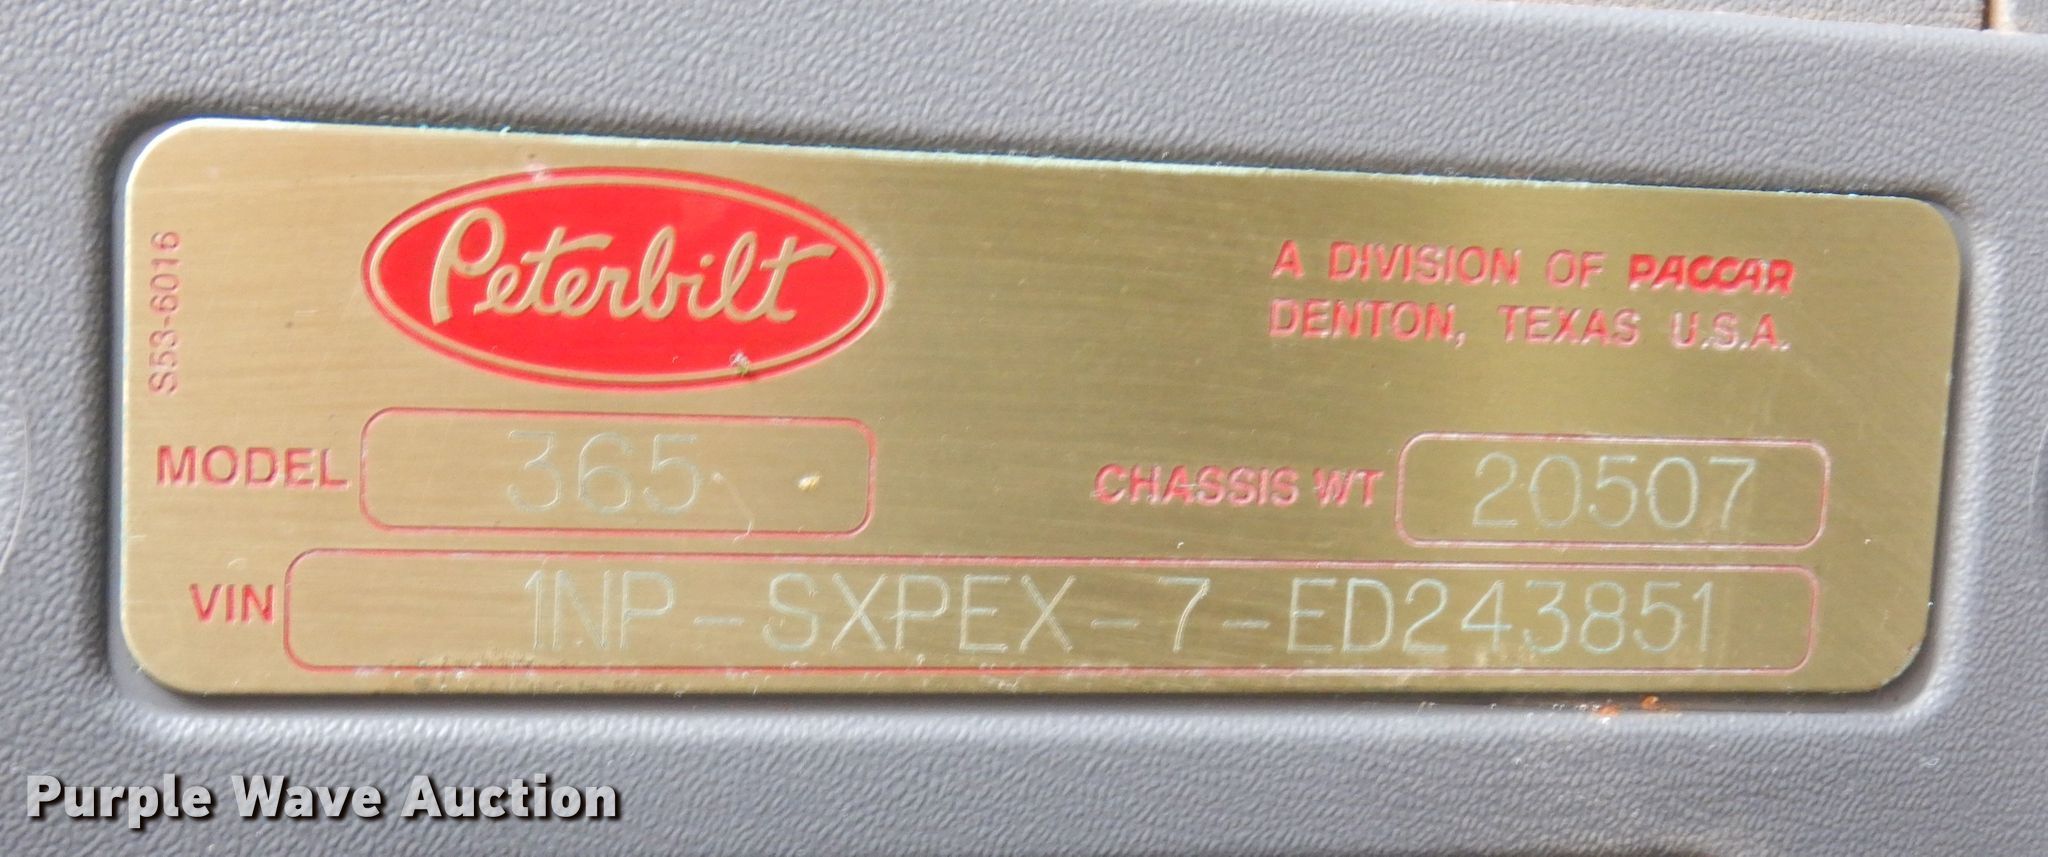 S53-6016
Peterbilt
A DIVISION OF PACCAR
DENTON, TEXAS U.S.A.
MODEL 365
CHASSIS WT 20507
VIN 1NP-SXPEX-7-ED243851
Purple Wave Auction